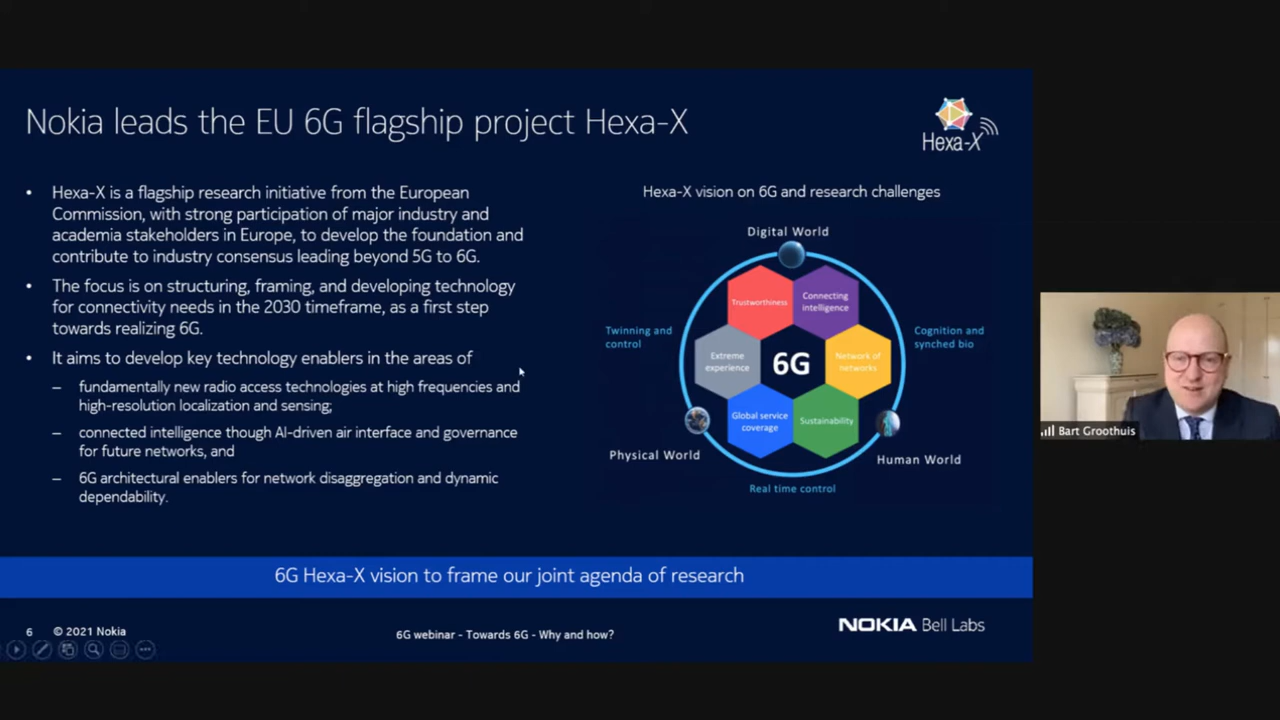 Nokia leads the EU 6G flagship project Hexa-X
Hexa-X
• Hexa-X is a flagship research initiative from the European
Commission, with strong participation of major industry and
academia stakeholders in Europe, to develop the foundation and
contribute to industry consensus leading beyond 5G to 6G.
• The focus is on structuring, framing, and developing technology
for connectivity needs in the 2030 timeframe, as a first step
towards realizing 6G.
• It aims to develop key technology enablers in the areas of
– fundamentally new radio access technologies at high frequencies and
high-resolution localization and sensing;
– connected intelligence though AI-driven air interface and governance
for future networks, and
– 6G architectural enablers for network disaggregation and dynamic
dependability.
Hexa-X vision on 6G and research challenges
Digital World
Trustworthiness
Connecting
intelligence
Twinning and
control
Cognition and
synched bio
Extreme
experience
6G
Network of
networks
Global service
coverage
Sustainability
Physical World
Human World
Real time control
Bart Groothuis
6G Hexa-X vision to frame our joint agenda of research
6 © 2021 Nokia
6G webinar - Towards 6G - Why and how?
NOKIA Bell Labs